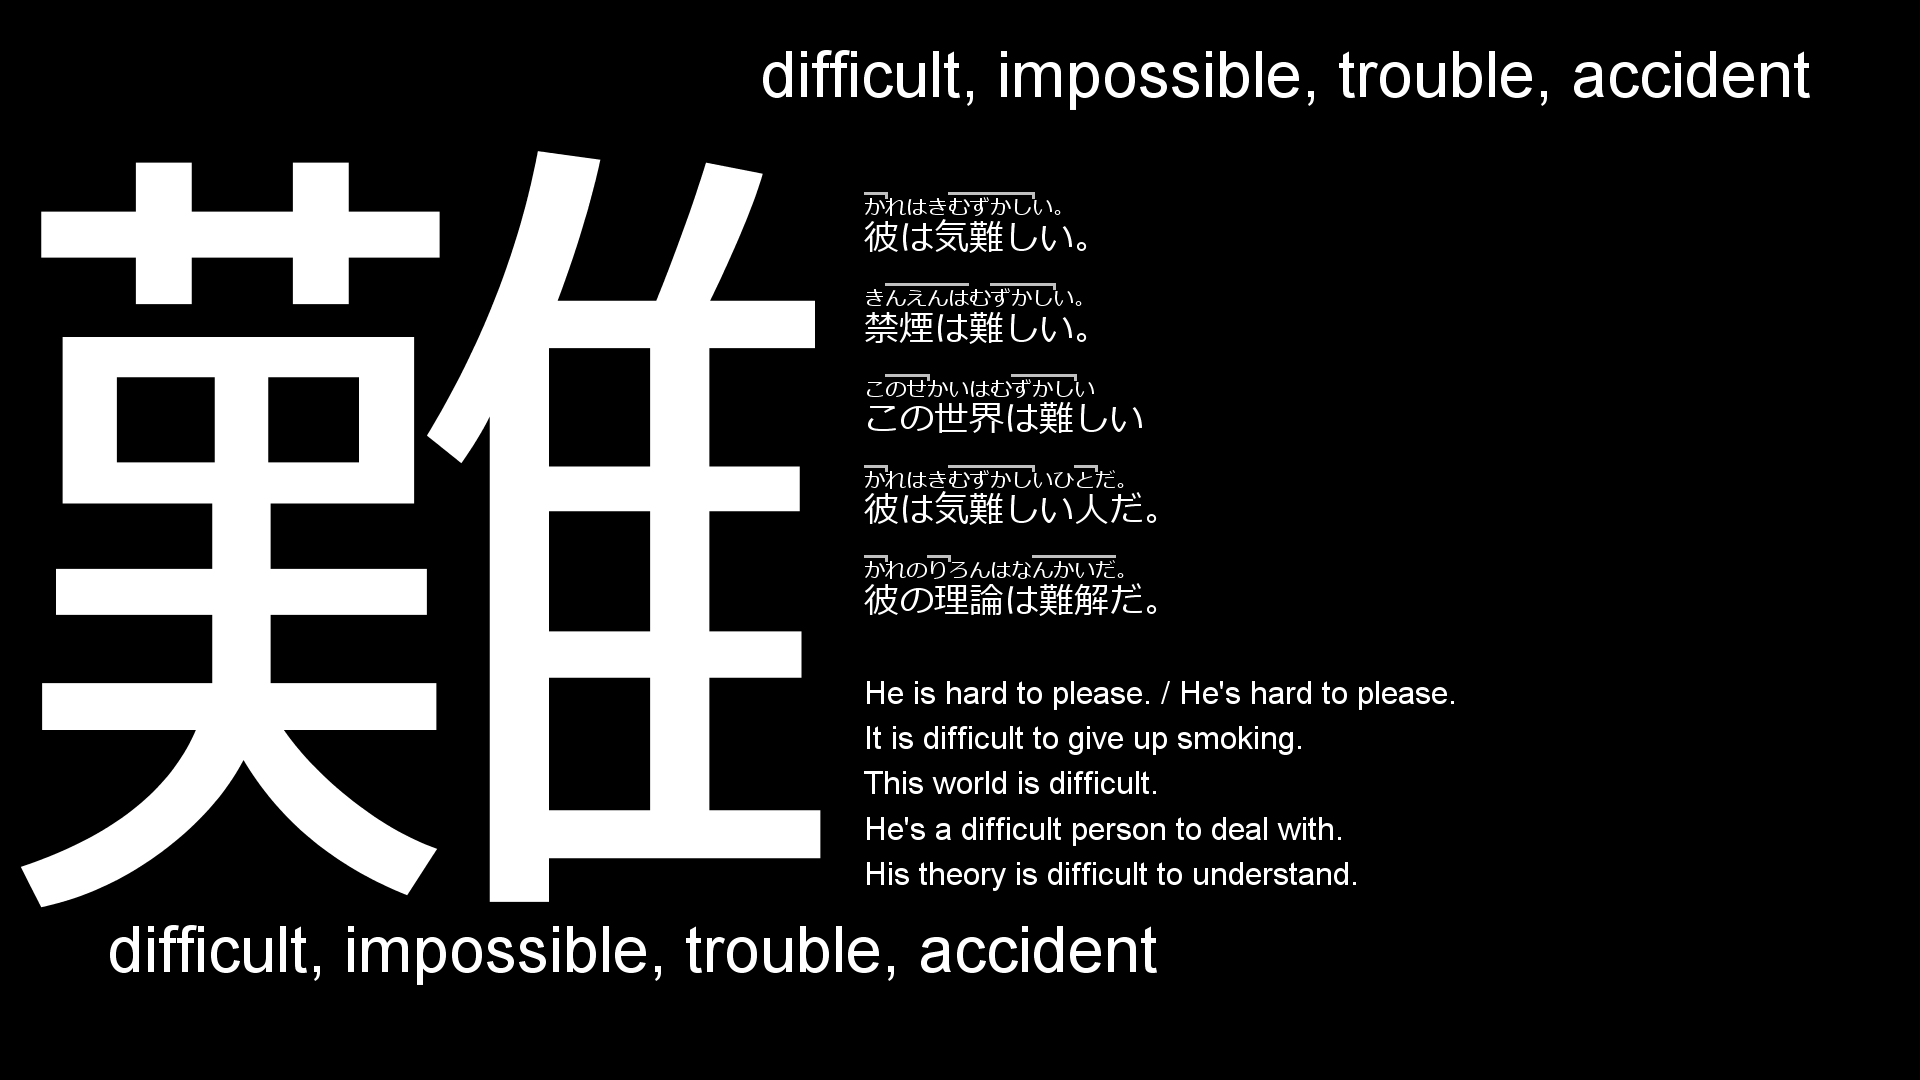 difficult, impossible, trouble, accident
難
かれはきむずかしい。
彼は気難しい。
きんえんはむずかしい。
禁煙は難しい。
このせかいはむずかしい
この世界は難しい
かれはきむずかしいひとだ。
彼は気難しい人だ。
かれのりろんはなんかいだ。
彼の理論は難解だ。
He is hard to please. / He's hard to please.
It is difficult to give up smoking.
This world is difficult.
He's a difficult person to deal with.
His theory is difficult to understand.
difficult, impossible, trouble, accident